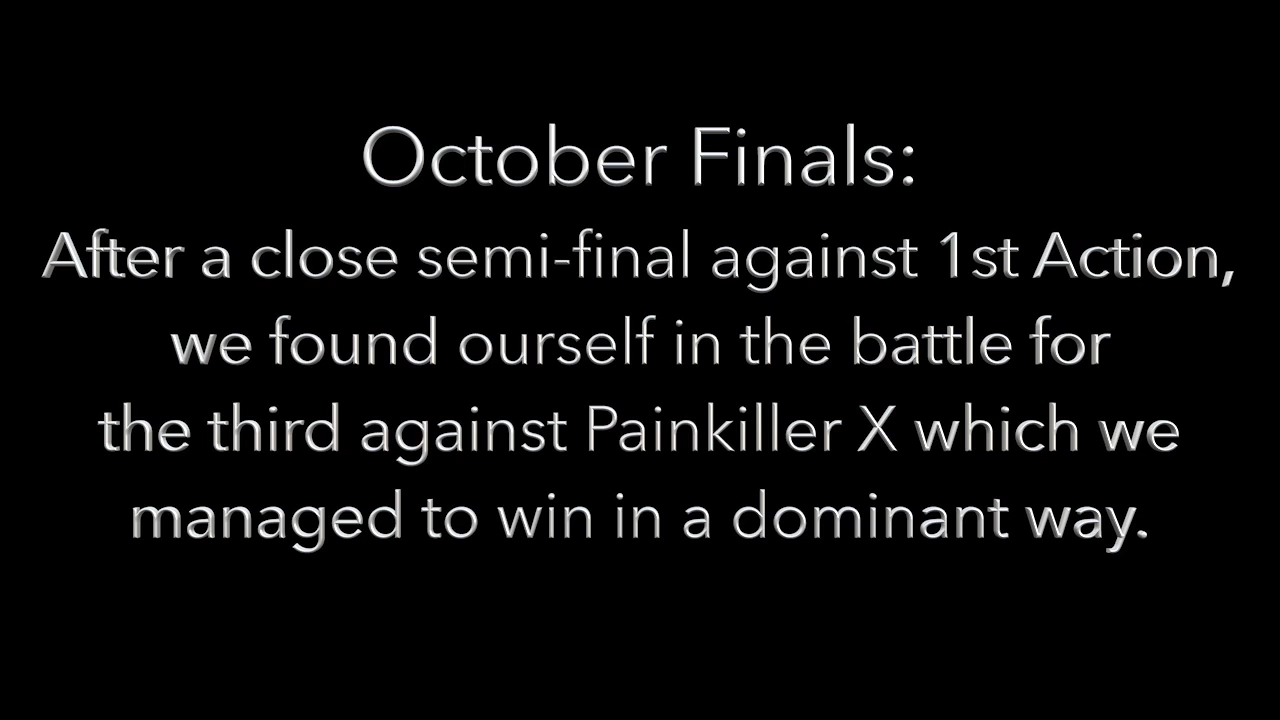 October Finals:
After a close semi-final against 1st Action,
we found ourself in the battle for
the third against Painkiller X which we
managed to win in a dominant way.